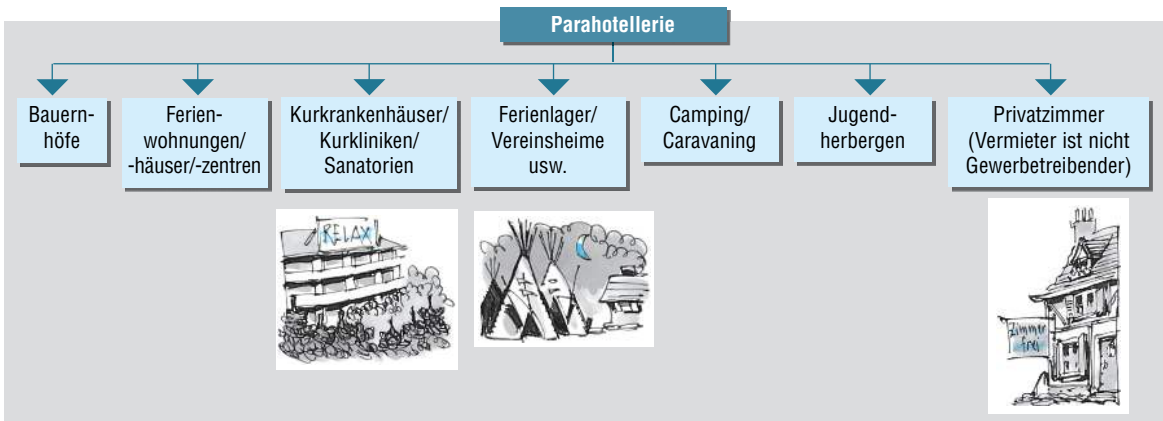 Parahotellerie
Bauern-
höfe
Ferien-
wohnungen/
-häuser/-zentren
Kurkrankenhäuser/
Kurkliniken/
Sanatorien
Ferienlager/
Vereinsheime
usw.
Camping/
Caravaning
Jugend-
herbergen
Privatzimmer
(Vermieter ist nicht
Gewerbetreibender)
RELAX
Zimmer
frei